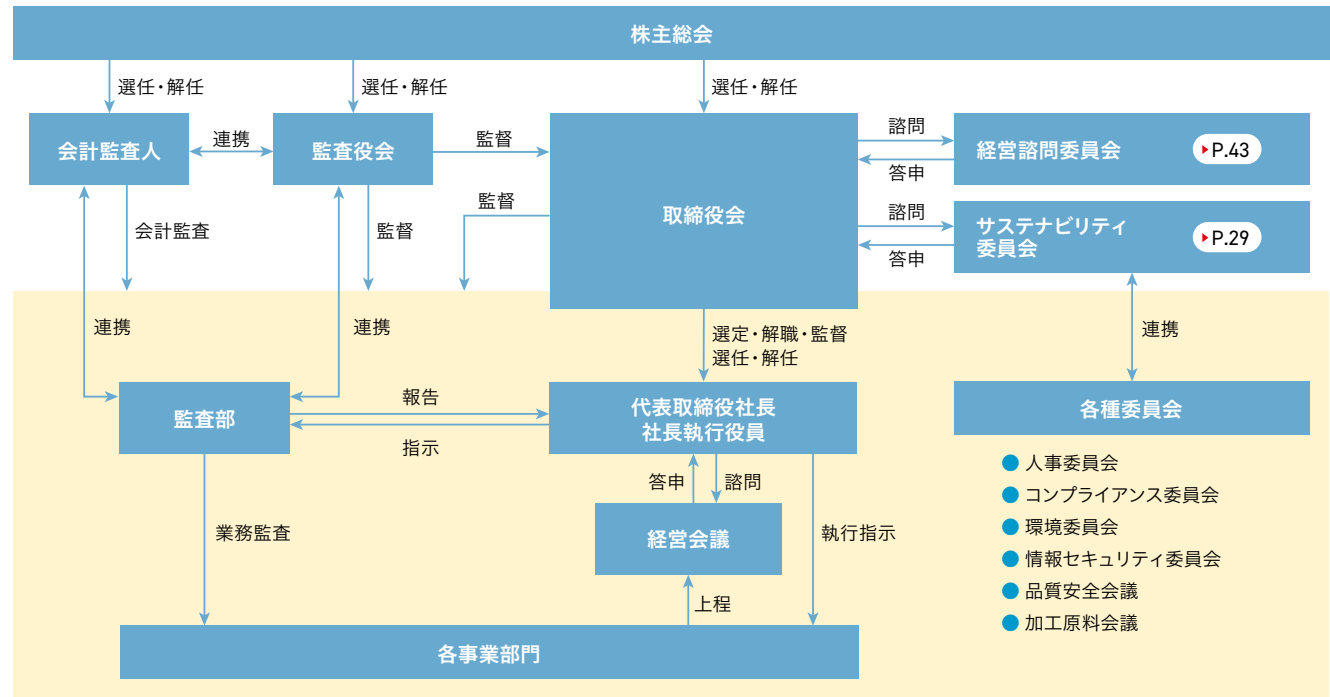 株主総会
選任・解任
選任・解任
選任・解任
会計監査人
連携
監査役会
監督
取締役会
諮問
答申
経営諮問委員会
P.43
監督
諮問
答申
サステナビリティ
委員会
P.29
会計監査
監督
連携
連携
選定・解職・監督
選任・解任
連携
監査部
報告
指示
代表取締役社長
社長執行役員
各種委員会
答申
諮問
人事委員会
コンプライアンス委員会
環境委員会
情報セキュリティ委員会
品質安全会議
加工原料会議
業務監査
経営会議
執行指示
上程
各事業部門